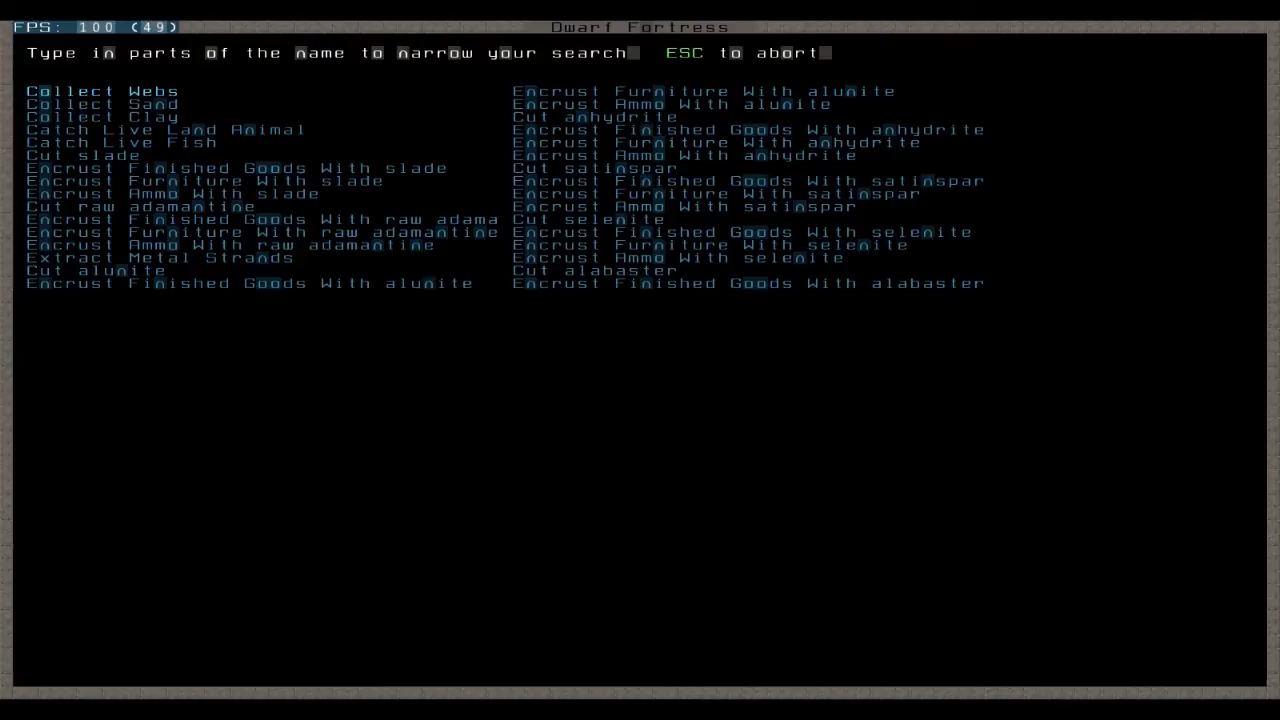 FPS: 100 (49)
Dwarf Fortress
Type in parts of the name to narrow your search. ESC to abort.
Collect Webs
Collect Sand
Collect Clay
Catch Live Land Animal
Catch Live Fish
Cut slade
Encrust Finished Goods With slade
Encrust Furniture With slade
Encrust Ammo With slade
Cut raw adamantine
Encrust Finished Goods With raw adama
Encrust Furniture With raw adamantine
Encrust Ammo With raw adamantine
Extract Metal Strands
Cut alunite
Encrust Finished Goods With alunite
Encrust Furniture With alunite
Encrust Ammo With alunite
Cut anhydrite
Encrust Finished Goods With anhydrite
Encrust Furniture With anhydrite
Encrust Ammo With anhydrite
Cut satinspar
Encrust Finished Goods With satinspar
Encrust Furniture With satinspar
Encrust Ammo With satinspar
Cut selenite
Encrust Finished Goods With selenite
Encrust Furniture With selenite
Encrust Ammo With selenite
Cut alabaster
Encrust Finished Goods With alabaster